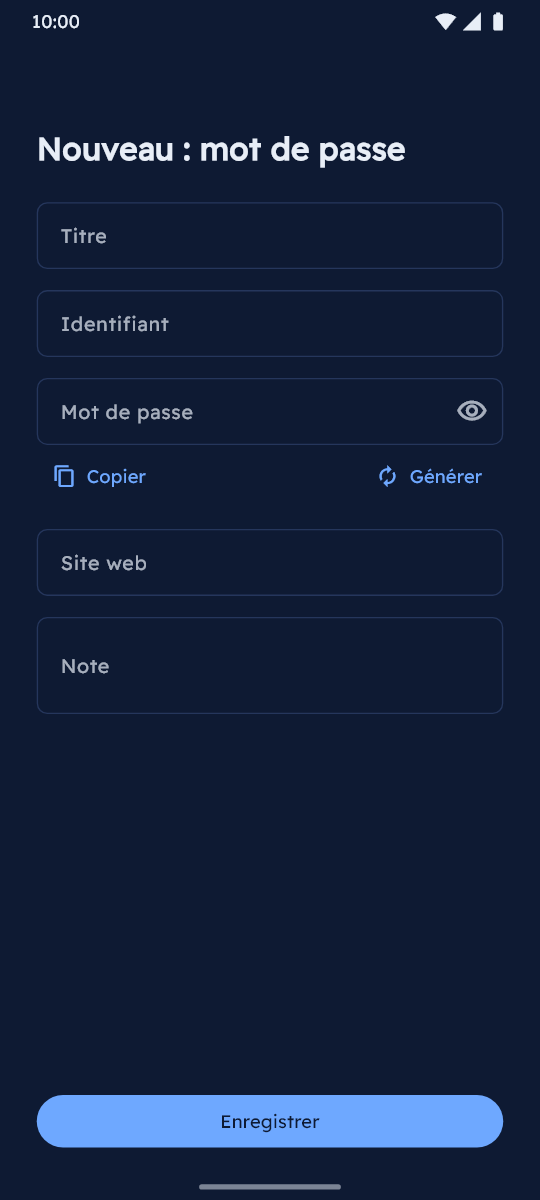 10:00
Nouveau : mot de passe
Titre
Identifiant
Mot de passe
Copier
Générer
Site web
Note
Enregistrer